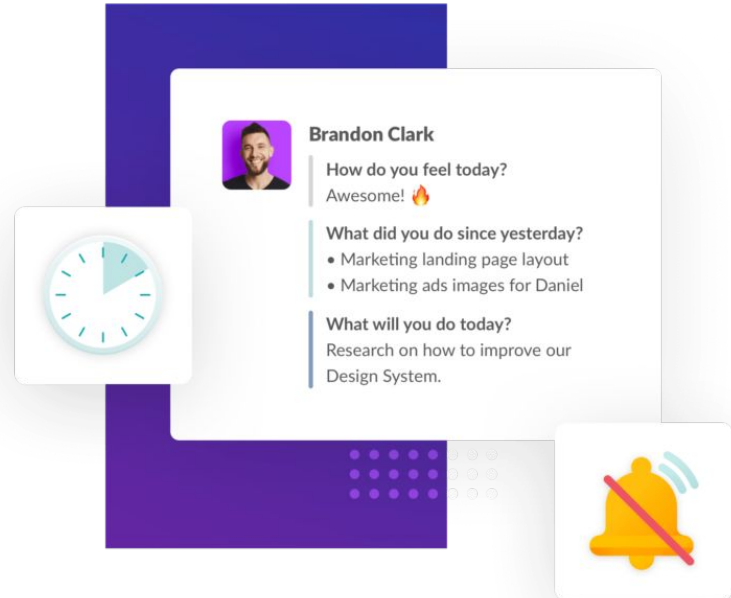 Brandon Clark
How do you feel today?
Awesome! 🔥
What did you do since yesterday?
• Marketing landing page layout
• Marketing ads images for Daniel
What will you do today?
Research on how to improve our
Design System.